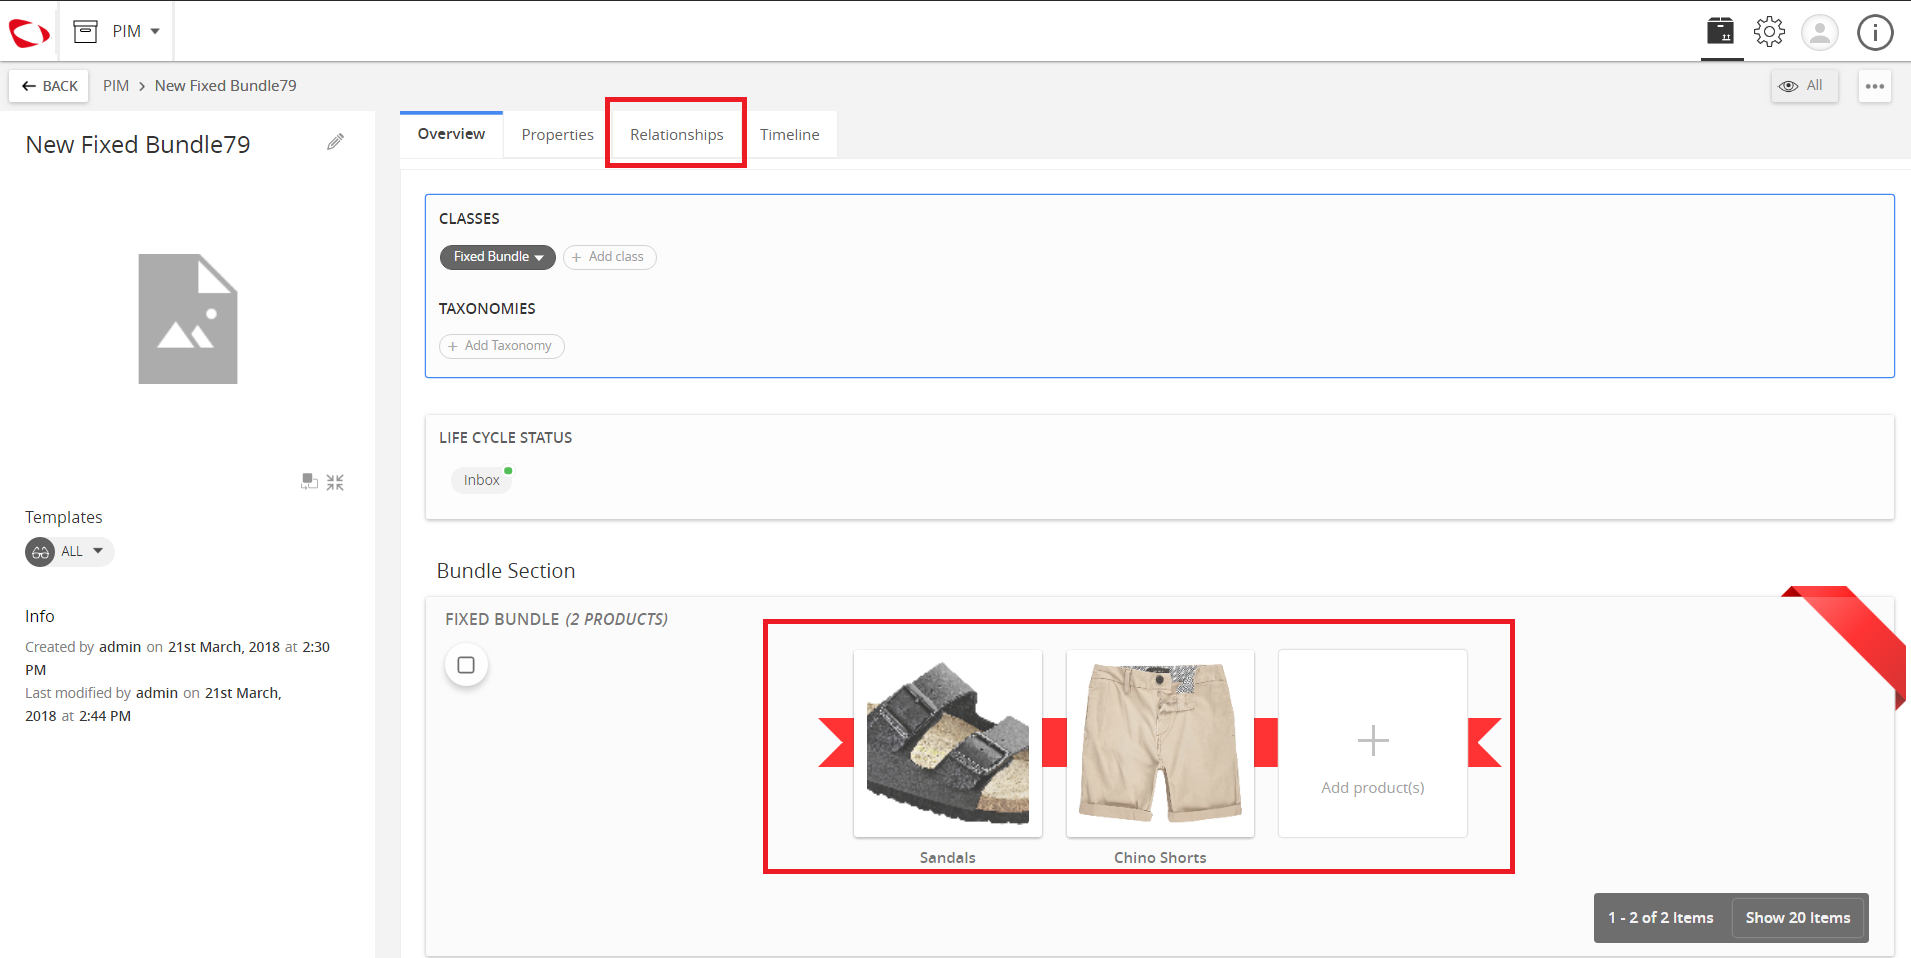 PIM
BACK
PIM > New Fixed Bundle79
All
New Fixed Bundle79
Overview
Properties
Relationships
Timeline
CLASSES
Fixed Bundle
+ Add class
TAXONOMIES
+ Add Taxonomy
LIFE CYCLE STATUS
Inbox
Templates
ALL
Info
Created by admin on 21st March, 2018 at 2:30
PM
Last modified by admin on 21st March,
2018 at 2:44 PM
Bundle Section
FIXED BUNDLE (2 PRODUCTS)
Add product(s)
Sandals
Chino Shorts
1 - 2 of 2 Items
Show 20 Items